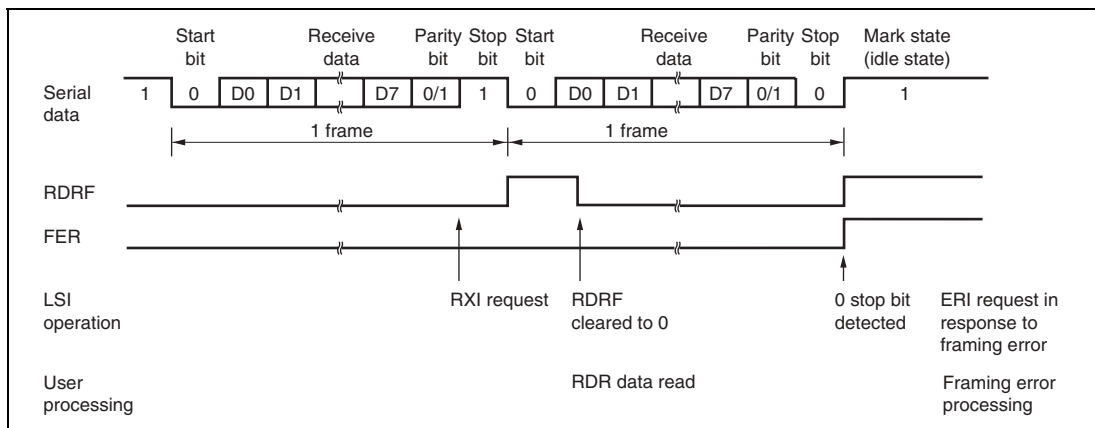 Start bit Receive data Parity bit Stop bit Start bit Receive data Parity bit Stop bit Mark state (idle state)
Serial data 1 0 D0 D1 D7 0/1 1 0 D0 D1 D7 0/1 0 1
1 frame 1 frame
RDRF
FER
LSI operation RXI request RDRF cleared to 0 0 stop bit detected ERI request in response to framing error
User processing RDR data read Framing error processing